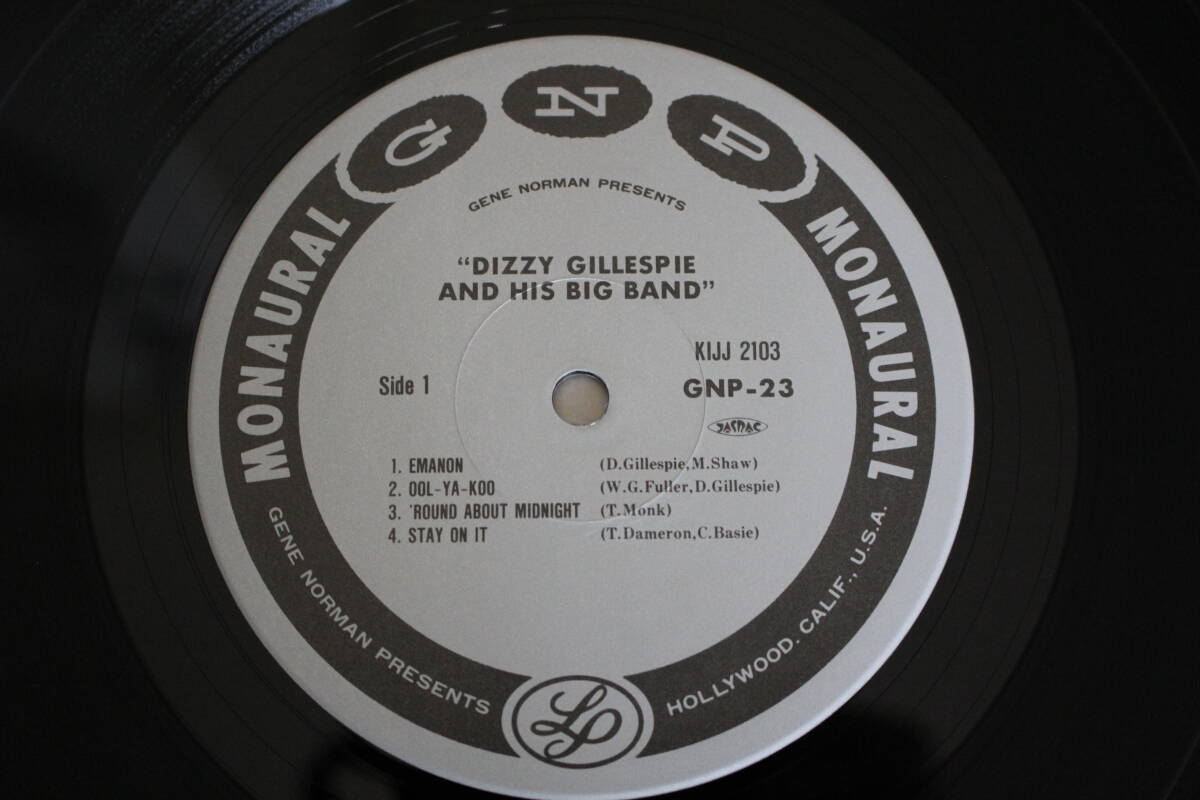 G N P
GENE NORMAN PRESENTS
"DIZZY GILLESPIE
AND HIS BIG BAND"
KIJJ 2103
Side 1
GNP-23
JASRAC
1. EMANON (D.Gillespie,M.Shaw)
2. OOL-YA-KOO (W.G.Fuller,D.Gillespie)
3. 'ROUND ABOUT MIDNIGHT (T.Monk)
4. STAY ON IT (T.Dameron,C.Basie)
MONAURAL
MONAURAL
GENE NORMAN PRESENTS
LP
HOLLYWOOD. CALIF., U.S.A.